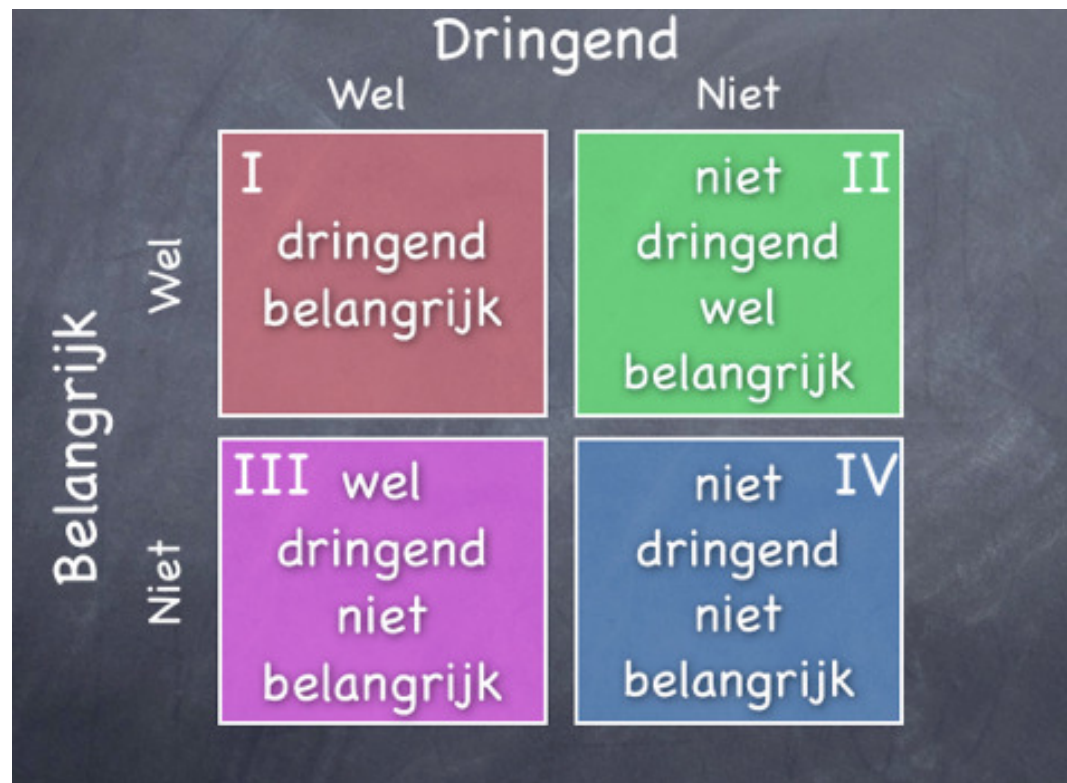 Dringend
Wel Niet
Belangrijk
Wel
I
dringend
belangrijk
niet II
dringend
wel
belangrijk
Niet
III wel
dringend
niet
belangrijk
niet IV
dringend
niet
belangrijk